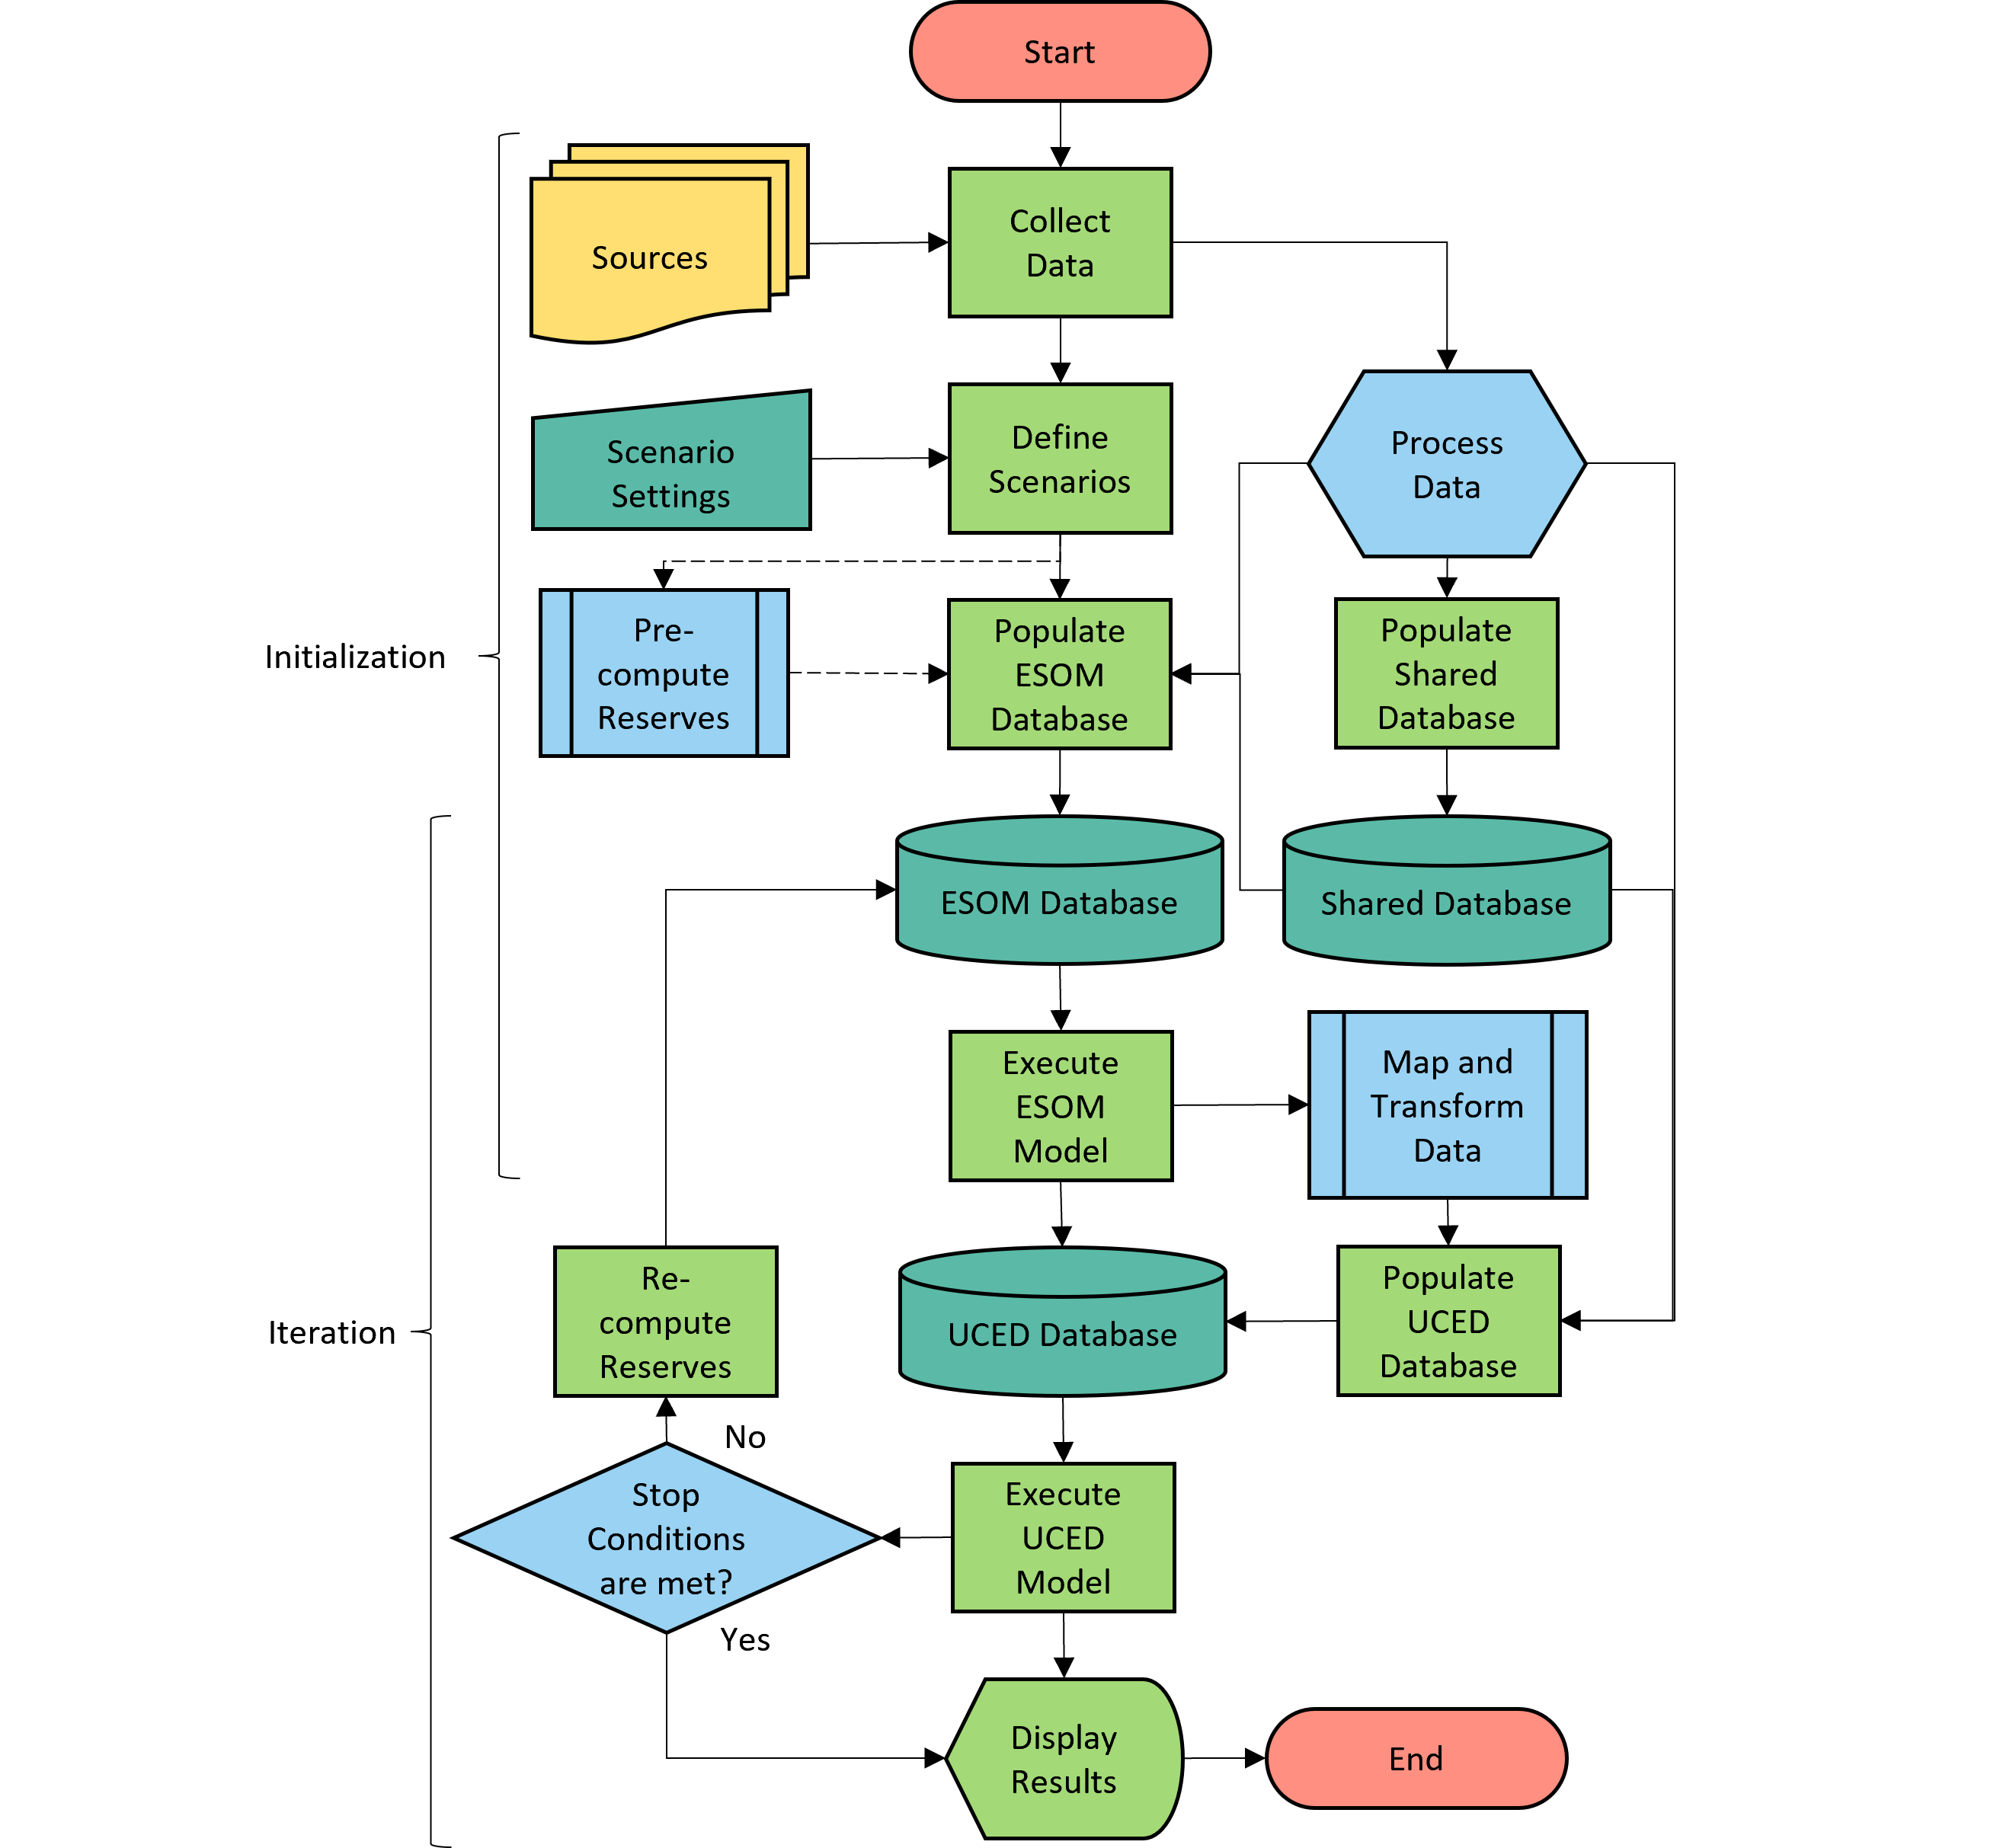 Start
Collect
Data
Sources
Define
Scenarios
Scenario
Settings
Process
Data
Initialization
Pre-
compute
Reserves
Populate
ESOM
Database
Populate
Shared
Database
ESOM Database
Shared Database
Execute
ESOM
Model
Map and
Transform
Data
Iteration
Re-
compute
Reserves
UCED Database
Populate
UCED
Database
No
Stop
Conditions
are met?
Yes
Execute
UCED
Model
Display
Results
End